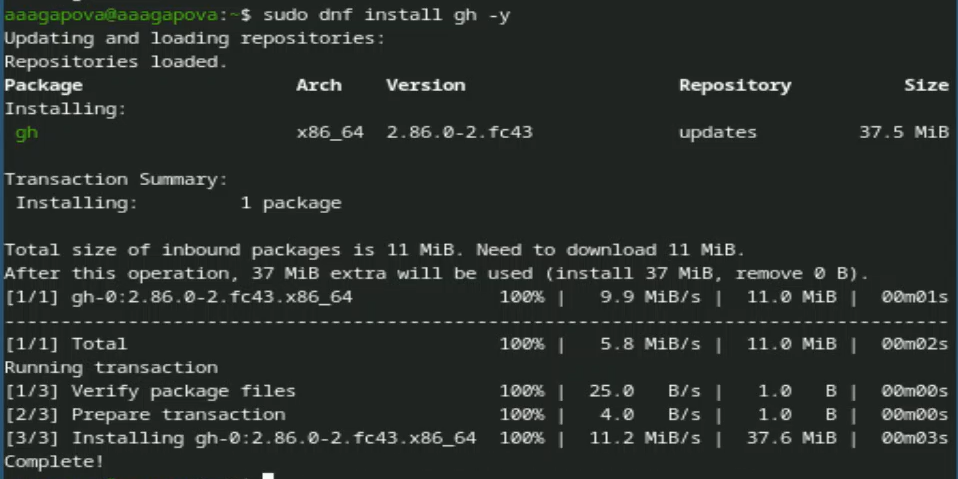 aaagapova@aaagapova:~$ sudo dnf install gh -y
Updating and loading repositories:
Repositories loaded.
Package Arch Version Repository Size
Installing:
gh x86_64 2.86.0-2.fc43 updates 37.5 MiB
Transaction Summary:
Installing: 1 package
Total size of inbound packages is 11 MiB. Need to download 11 MiB.
After this operation, 37 MiB extra will be used (install 37 MiB, remove 0 B).
[1/1] gh-0:2.86.0-2.fc43.x86_64 100% | 9.9 MiB/s | 11.0 MiB | 00m01s
--------------------------------------------------------------------------------------
[1/1] Total 100% | 5.8 MiB/s | 11.0 MiB | 00m02s
Running transaction
[1/3] Verify package files 100% | 25.0 B/s | 1.0 B | 00m00s
[2/3] Prepare transaction 100% | 4.0 B/s | 1.0 B | 00m00s
[3/3] Installing gh-0:2.86.0-2.fc43.x86_64 100% | 11.2 MiB/s | 37.6 MiB | 00m03s
Complete!